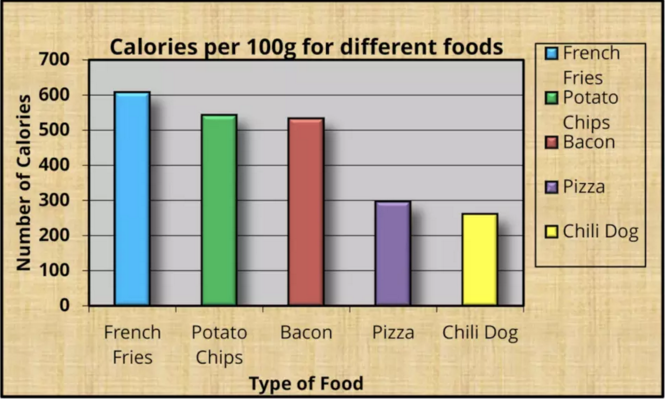 Calories per 100g for different foods
Number of Calories
700
600
500
400
300
200
100
0
French
Fries
Potato
Chips
Bacon
Pizza
Chili Dog
Type of Food
French
Fries
Potato
Chips
Bacon
Pizza
Chili Dog